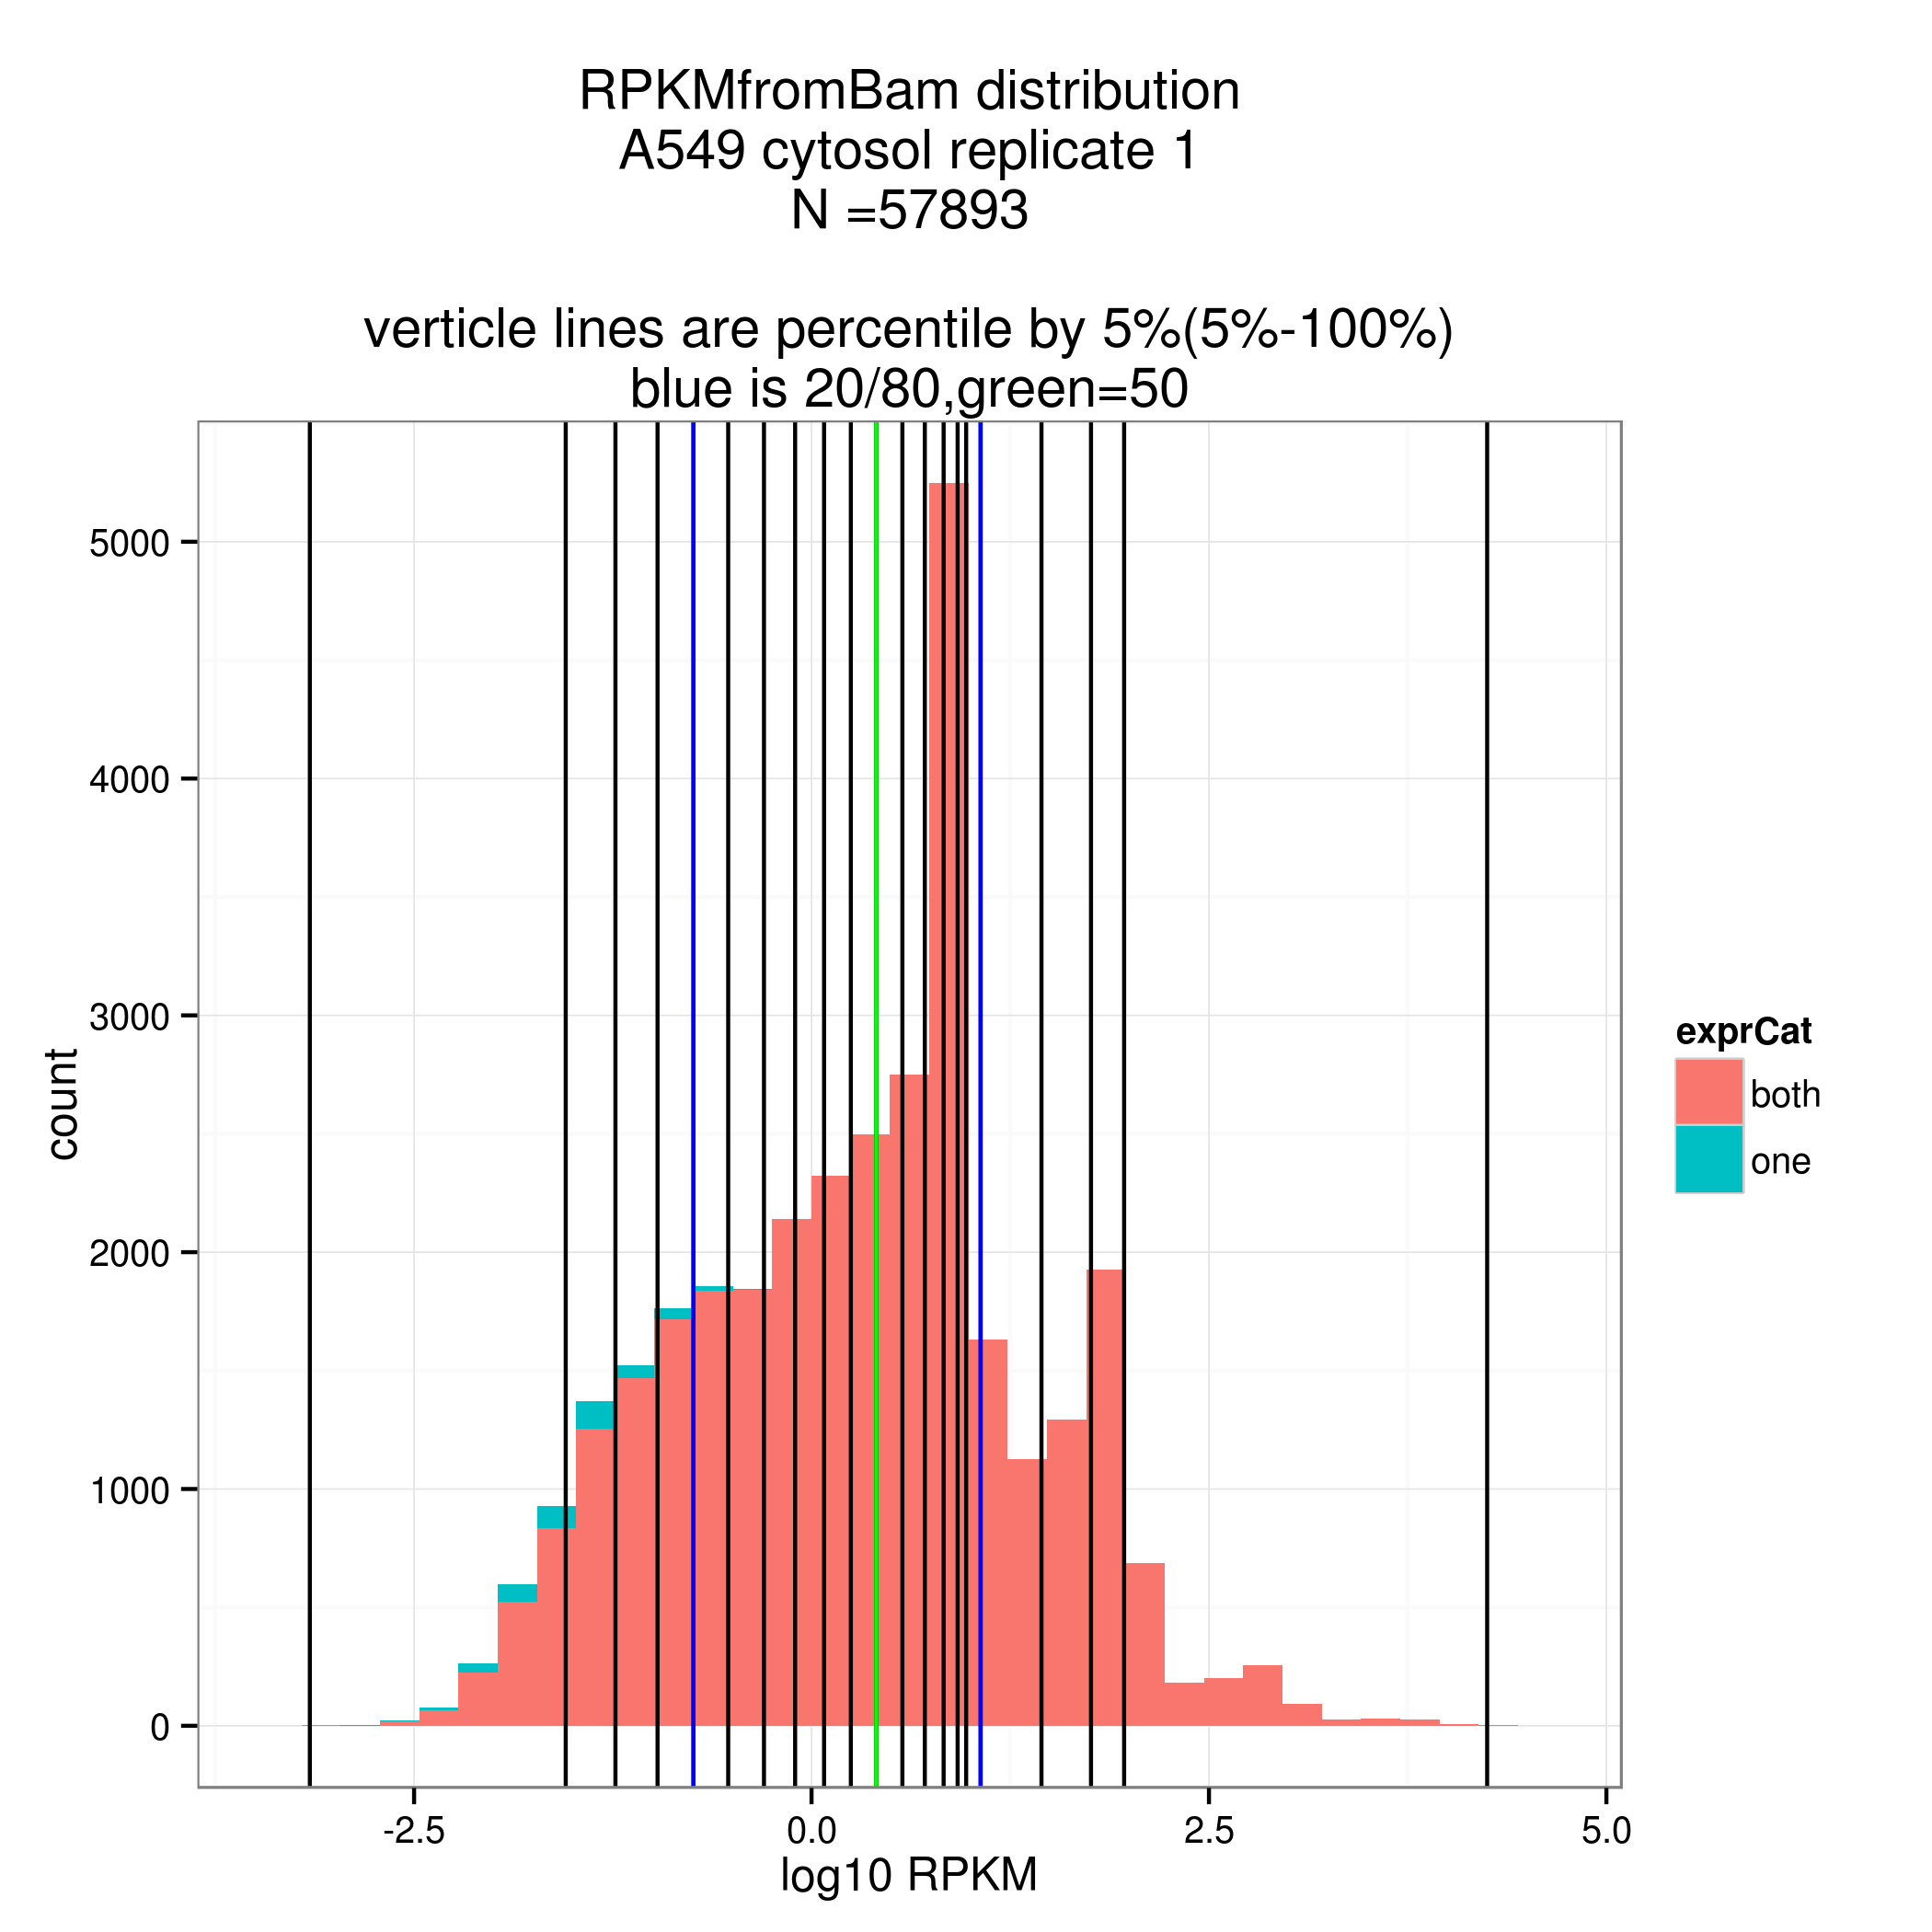 RPKMfromBam distribution
A549 cytosol replicate 1
N =57893
verticle lines are percentile by 5%(5%-100%)
blue is 20/80,green=50
5000
4000
3000
2000
1000
0
count
-2.5
0.0
2.5
5.0
log10 RPKM
exprCat
both
one